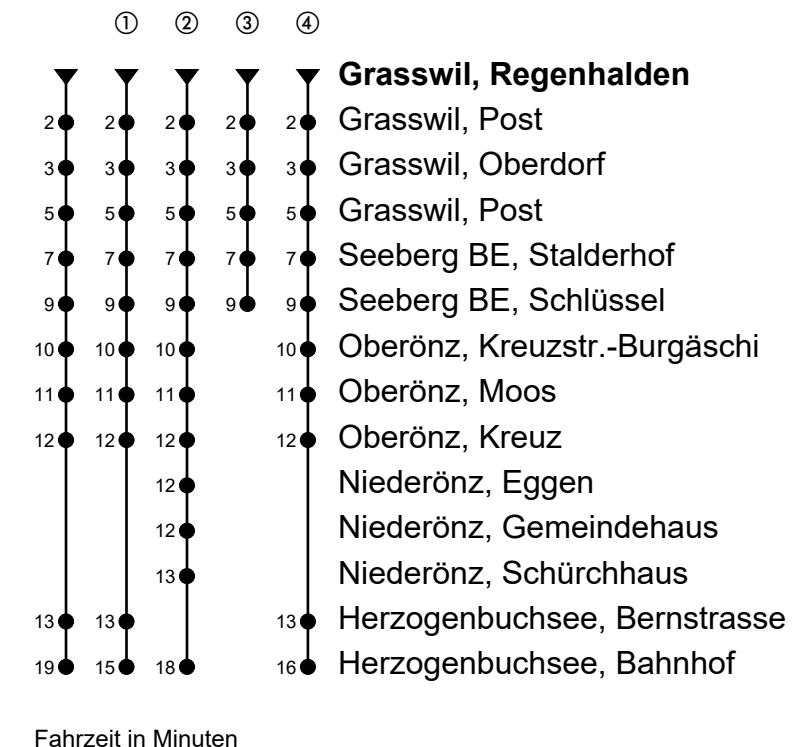 ① ② ③ ④
Grasswil, Regenhalden
2 2 2 2 2 Grasswil, Post
3 3 3 3 3 Grasswil, Oberdorf
5 5 5 5 5 Grasswil, Post
7 7 7 7 7 Seeberg BE, Stalderhof
9 9 9 9 9 Seeberg BE, Schlüssel
10 10 10 10 Oberönz, Kreuzstr.-Burgäschi
11 11 11 11 Oberönz, Moos
12 12 12 12 Oberönz, Kreuz
12 Niederönz, Eggen
12 Niederönz, Gemeindehaus
13 Niederönz, Schürchhaus
13 13 13 Herzogenbuchsee, Bernstrasse
19 15 18 16 Herzogenbuchsee, Bahnhof
Fahrzeit in Minuten